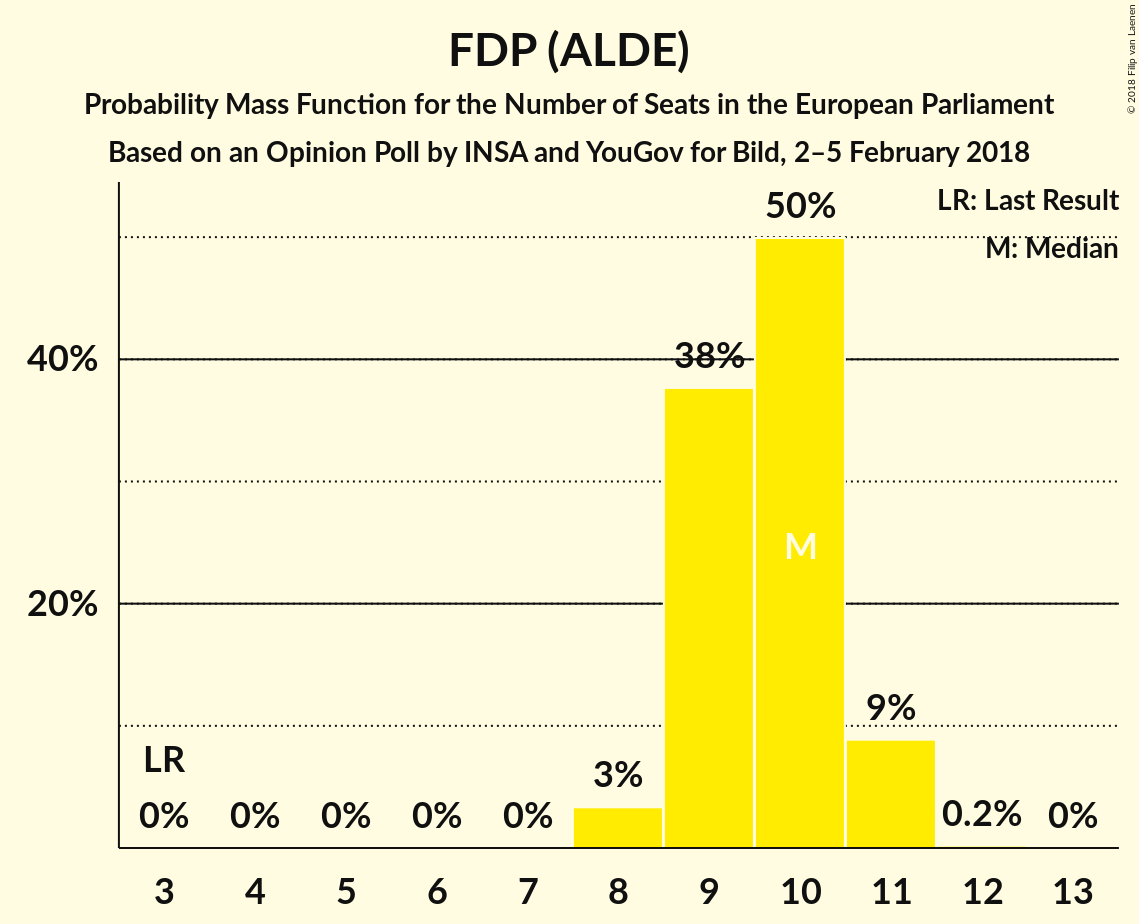 FDP (ALDE)
Probability Mass Function for the Number of Seats in the European Parliament
Based on an Opinion Poll by INSA and YouGov for Bild, 2–5 February 2018
© 2018 Filip van Laenen
LR: Last Result
M: Median
50%
40%
38%
M
20%
9%
LR
3%
0% 0% 0% 0% 0% 0.2% 0%
3 4 5 6 7 8 9 10 11 12 13